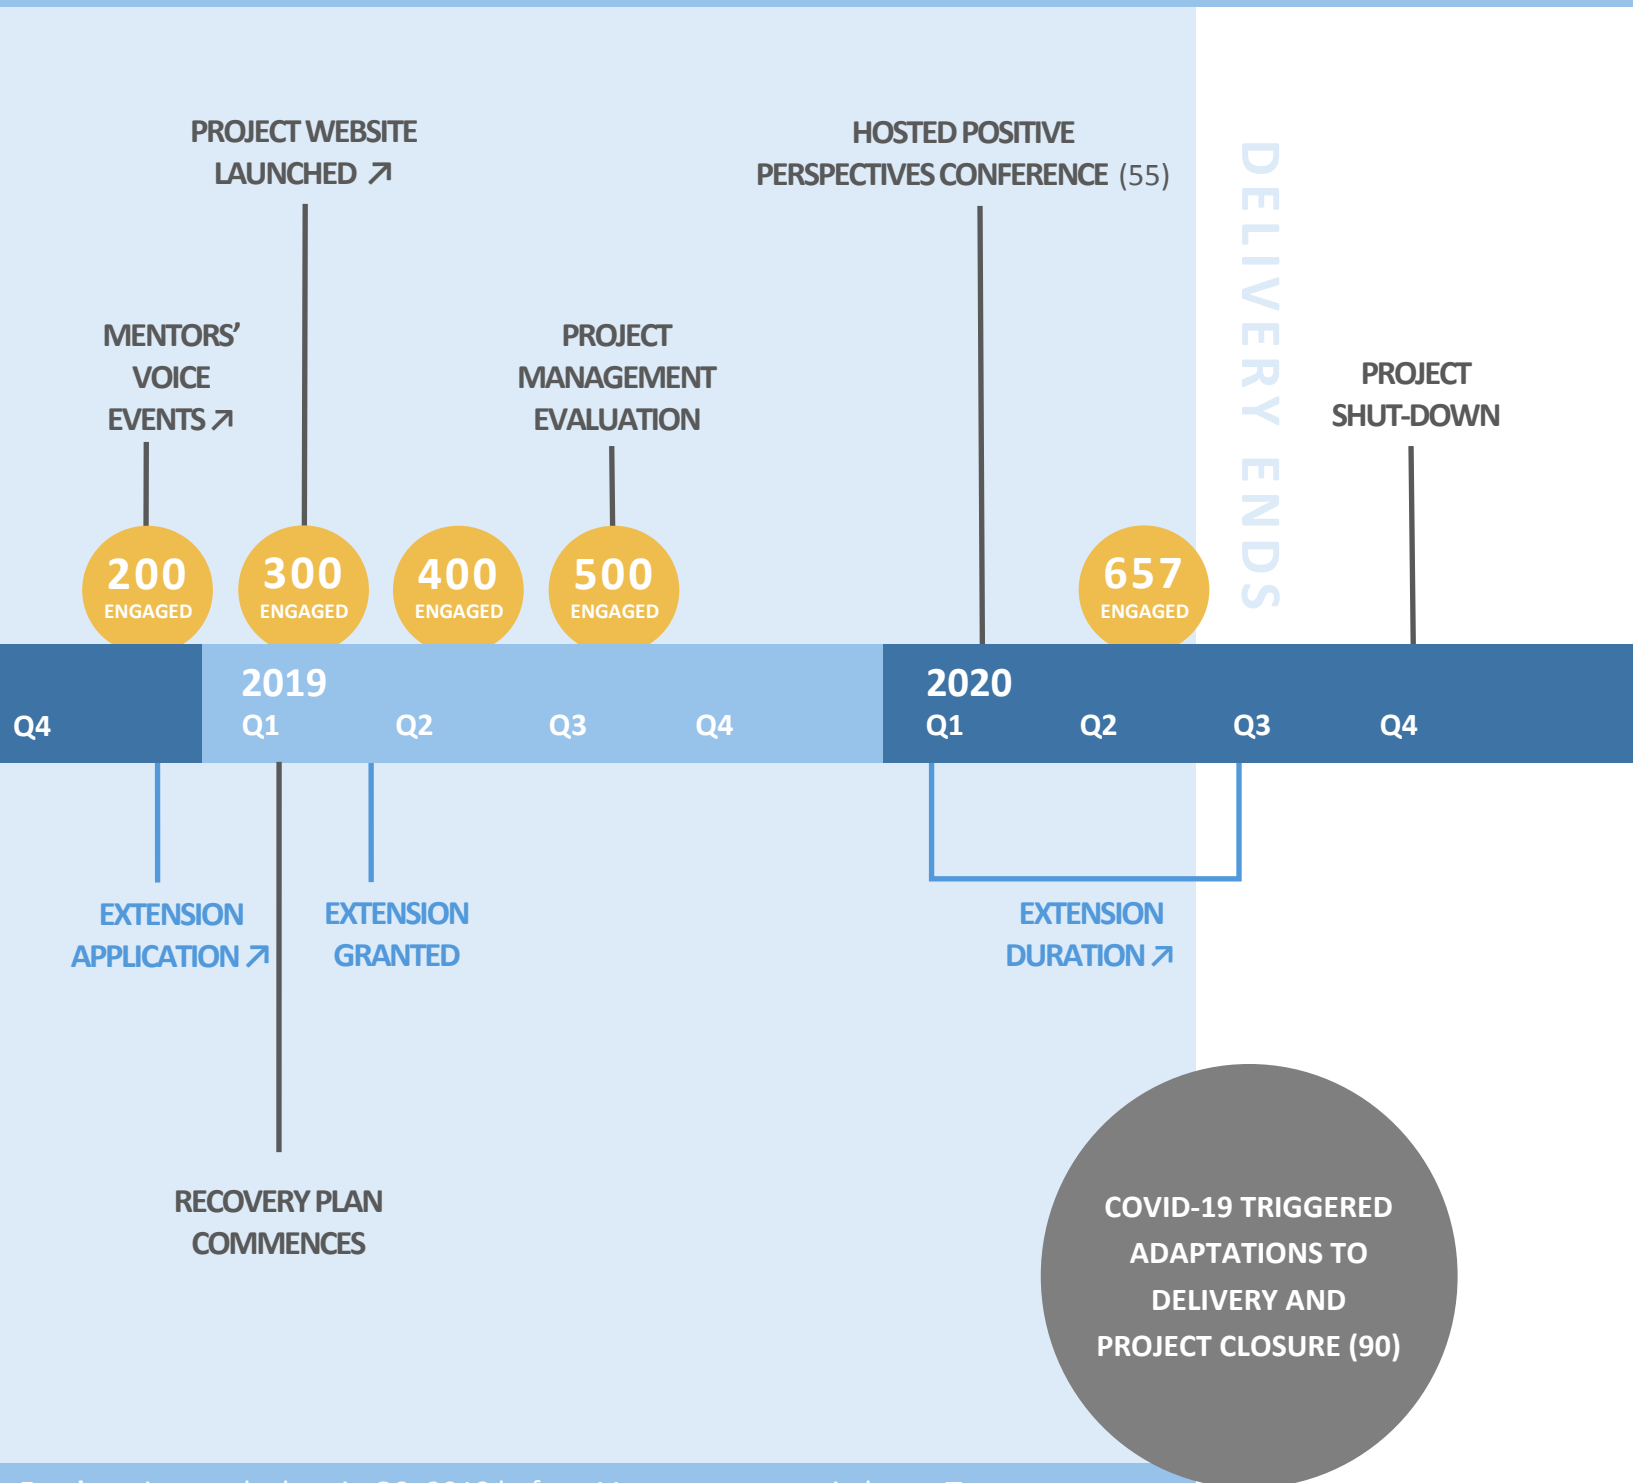 PROJECT WEBSITE
LAUNCHED ↗
HOSTED POSITIVE
PERSPECTIVES CONFERENCE (55)
MENTORS’
VOICE
EVENTS ↗
PROJECT
MANAGEMENT
EVALUATION
DELIVERY ENDS
PROJECT
SHUT-DOWN
200
ENGAGED
300
ENGAGED
400
ENGAGED
500
ENGAGED
657
ENGAGED
2019
2020
Q4 Q1 Q2 Q3 Q4 Q1 Q2 Q3 Q4
EXTENSION
APPLICATION ↗
EXTENSION
GRANTED
EXTENSION
DURATION ↗
RECOVERY PLAN
COMMENCES
COVID-19 TRIGGERED
ADAPTATIONS TO
DELIVERY AND
PROJECT CLOSURE (90)